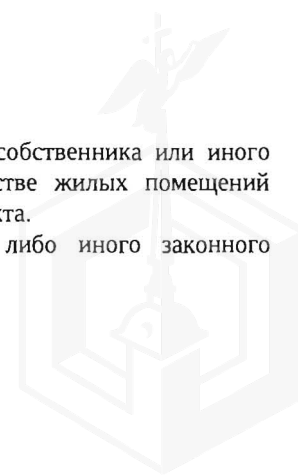 собственника или иного
стве жилых помещений
кта.
либо иного законного